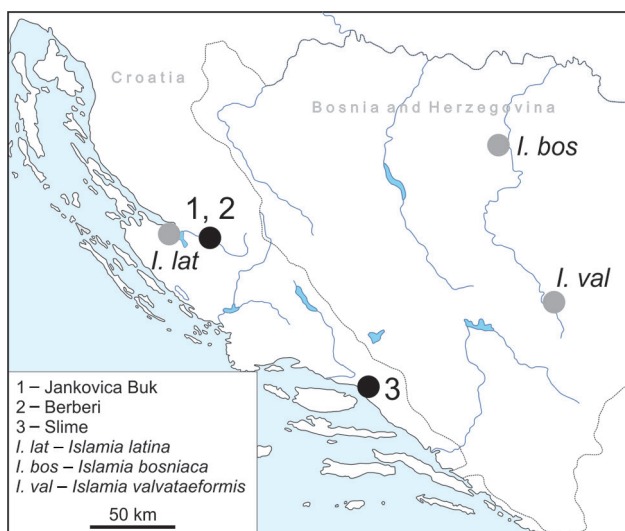 Croatia
Bosnia and Herzegovina
I. bos
1, 2
I. lat
I. val
3
1 – Jankovica Buk
2 – Berberi
3 – Slime
I. lat – Islamia latina
I. bos – Islamia bosniaca
I. val – Islamia valvataeformis
50 km